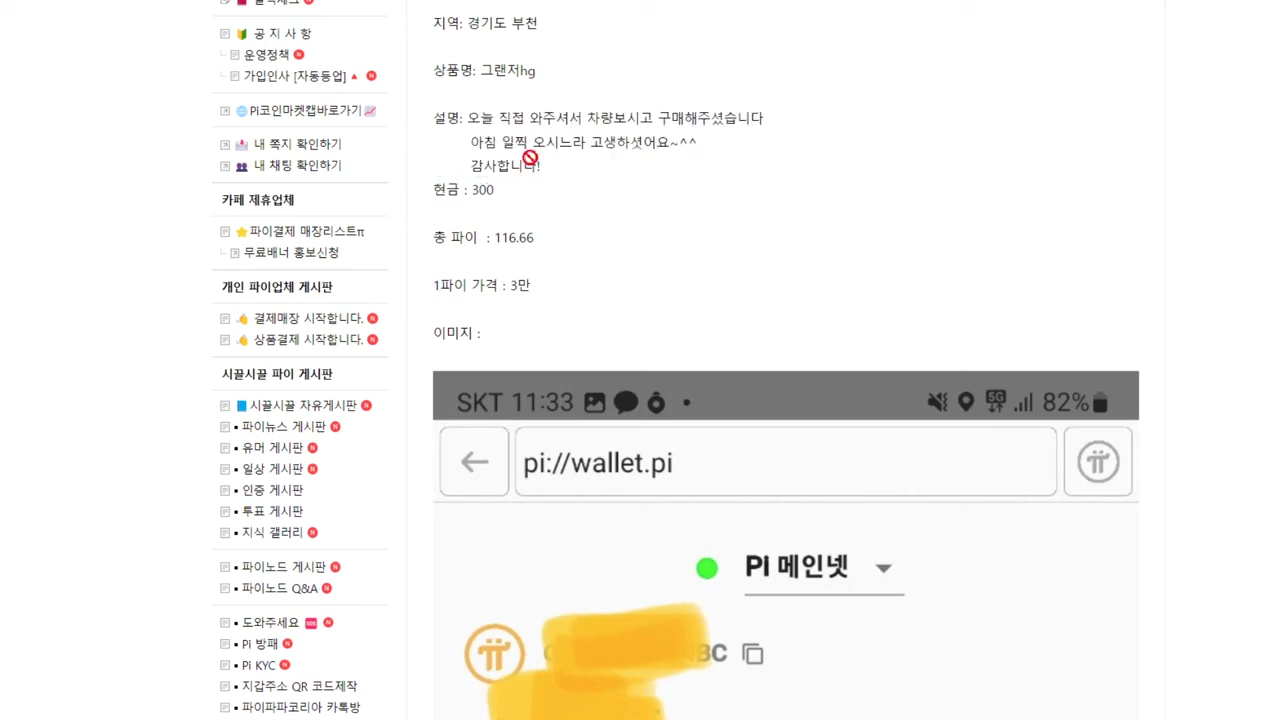 공 지 사 항
운영정책 N
가입인사 [자동등업] N
PI코인마켓캡바로가기
내 쪽지 확인하기
내 채팅 확인하기
카페 제휴업체
파이결제 매장리스트π
무료배너 홍보신청
개인 파이업체 게시판
결제매장 시작합니다. N
상품결제 시작합니다. N
시끌시끌 파이 게시판
시끌시끌 자유게시판 N
▪ 파이뉴스 게시판 N
▪ 유머 게시판 N
▪ 일상 게시판 N
▪ 인증 게시판
▪ 투표 게시판
▪ 지식 갤러리 N
▪ 파이노드 게시판 N
▪ 파이노드 Q&A N
▪ 도와주세요 SOS N
▪ PI 방패 N
▪ PI KYC N
▪ 지갑주소 QR 코드제작
▪ 파이파파코리아 카톡방
지역: 경기도 부천
상품명: 그랜저hg
설명: 오늘 직접 와주셔서 차량보시고 구매해주셨습니다
아침 일찍 오시느라 고생하셧어요~^^
감사합니다!
현금 : 300
총 파이 : 116.66
1파이 가격 : 3만
이미지 :
SKT 11:33 5G 82%
pi://wallet.pi
PI 메인넷
BC